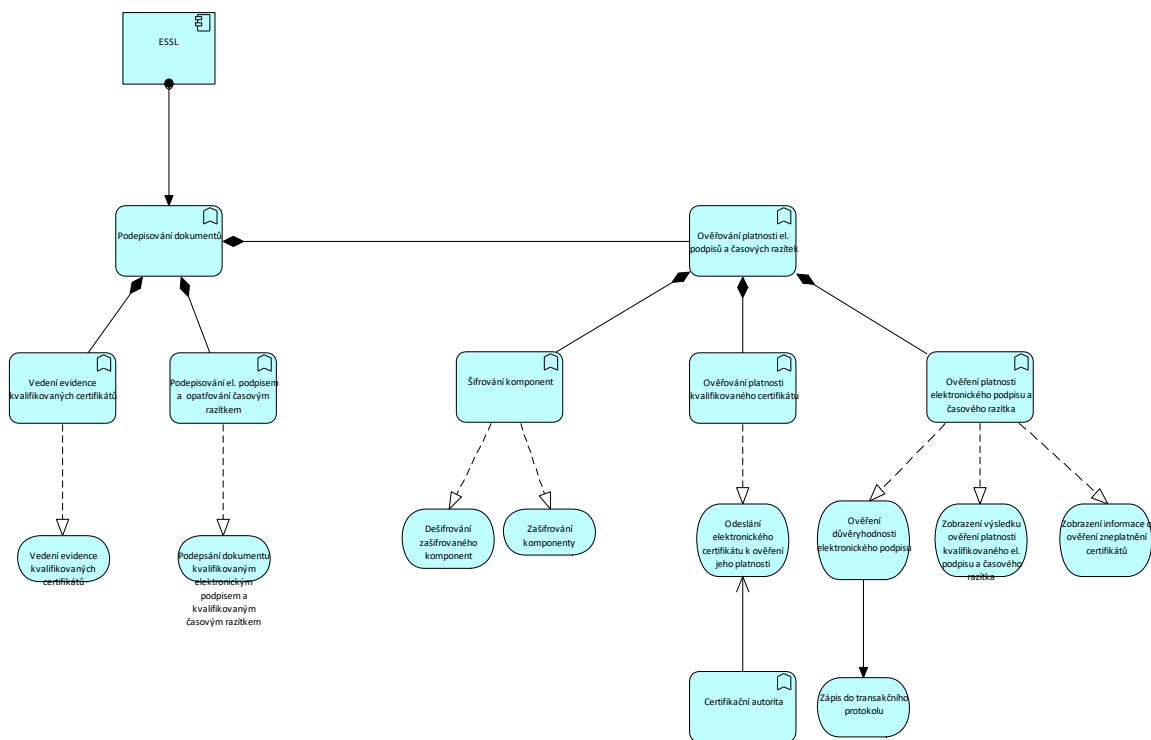 ESSL
Podepisování dokumentů
Ověřování platnosti el.
podpisů a časových razítek
Vedení evidence
kvalifikovaných certifikátů
Podepisování el. podpisem
a opatřování časovým
razítkem
Šifrování komponent
Ověřování platnosti
kvalifikovaného certifikátu
Ověření platnosti
elektronického podpisu a
časového razítka
Vedení evidence
kvalifikovaných
certifikátů
Podepsání dokumentu
kvalifikovaným
elektronickým
podpisem a
kvalifikovaným
časovým razítkem
Dešifrování
zašifrovaného
komponent
Zašifrování
komponenty
Odeslání
elektronického
certifikátu k ověření
jeho platnosti
Ověření
důvěryhodnosti
elektronického podpisu
Zobrazení výsledku
ověření platnosti
kvalifikovaného el.
podpisu a časového
razítka
Zobrazení informace o
ověření zneplatnění
certifikátů
Certifikační autorita
Zápis do transakčního
protokolu